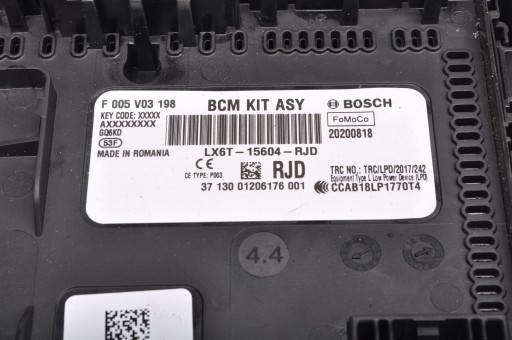 F 005 V03 198
BCM KIT ASY
BOSCH
KEY CODE: XXXXX
AXXXXXXXXX
GQ6KD
53F
MADE IN ROMANIA
FoMoCo
20200818
LX6T-15604-RJD
CE
CE TYPE: P003
RJD
37 130 01206176 001
TRC NO.: TRC/LPD/2017/242
Equipment Type: Low Power Device (LPD)
CCAB18LP1770T4
4.4